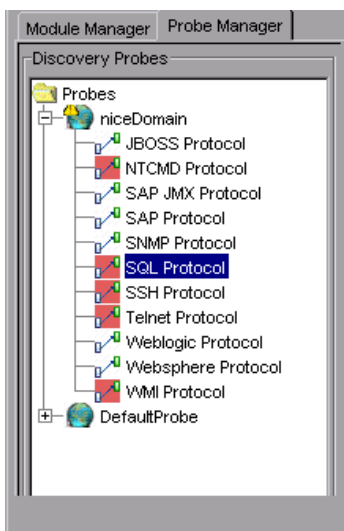 Module Manager Probe Manager
Discovery Probes
Probes
niceDomain
JBOSS Protocol
NTCMD Protocol
SAP JMX Protocol
SAP Protocol
SNMP Protocol
SQL Protocol
SSH Protocol
Telnet Protocol
Weblogic Protocol
Websphere Protocol
WMI Protocol
DefaultProbe